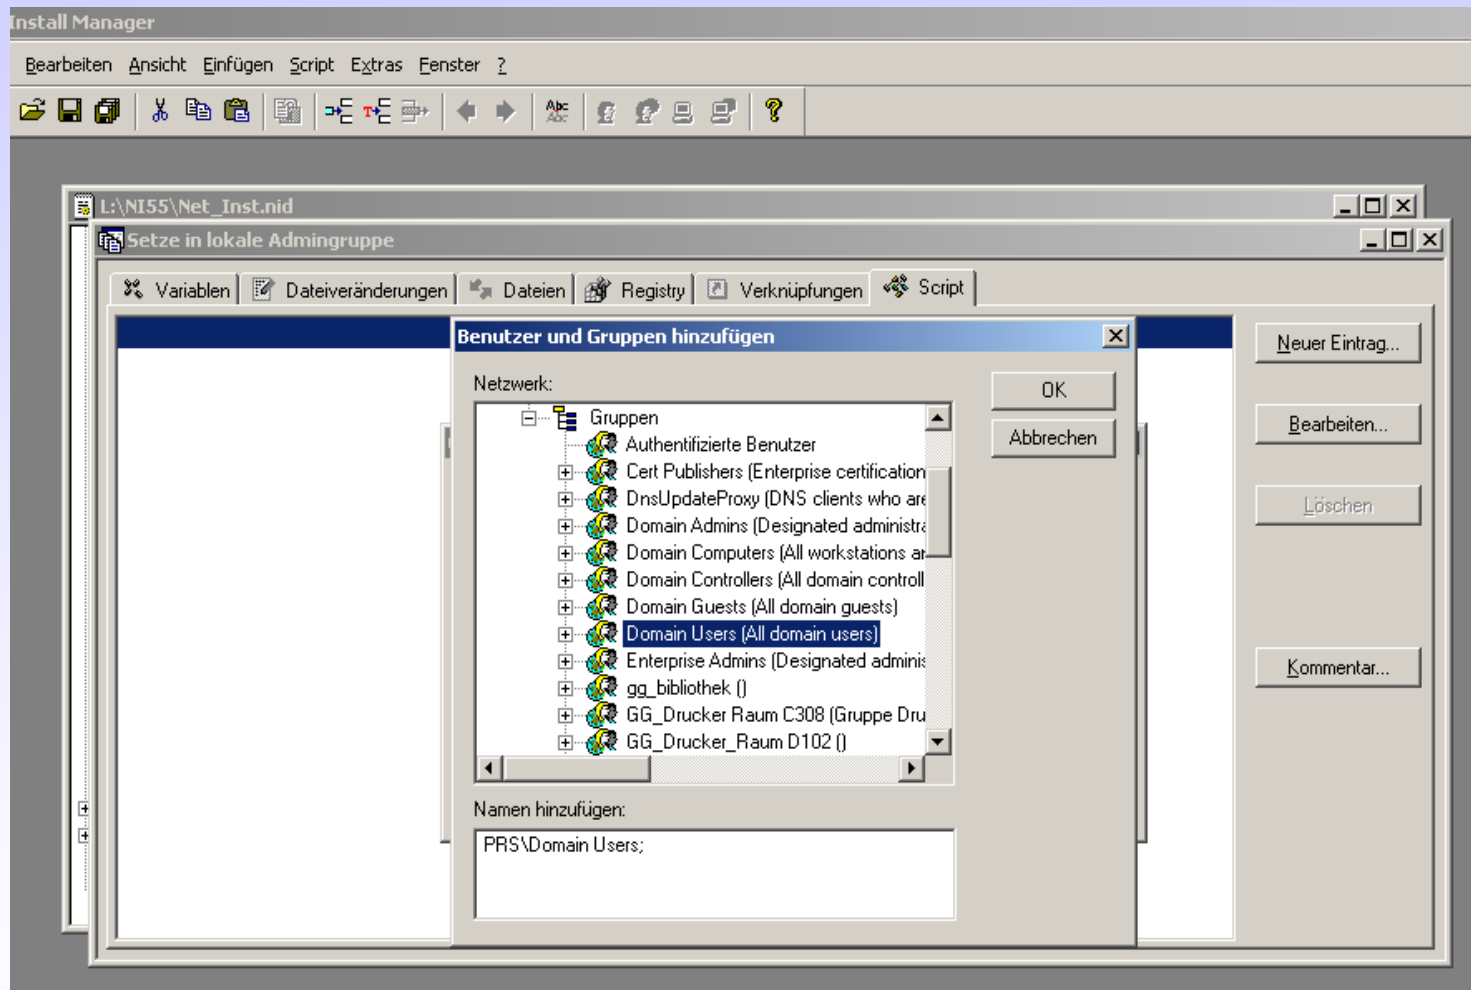 Install Manager
Bearbeiten Ansicht Einfügen Script Extras Fenster ?
L:\NI55\Net_Inst.nid
Setze in lokale Admingruppe
Variablen Dateiveränderungen Dateien Registry Verknüpfungen Script
Benutzer und Gruppen hinzufügen
Neuer Eintrag...
Netzwerk:
OK
Gruppen
Bearbeiten...
Abbrechen
Authentifizierte Benutzer
Cert Publishers (Enterprise certification
DnsUpdateProxy (DNS clients who are
Löschen
Domain Admins (Designated administra
Domain Computers (All workstations ar
Domain Controllers (All domain controll
Domain Guests (All domain guests)
Domain Users (All domain users)
Enterprise Admins (Designated adminis
Kommentar...
gg_bibliothek ()
GG_Drucker Raum C308 (Gruppe Dru
GG_Drucker_Raum D102 ()
Namen hinzufügen:
PRS\Domain Users;